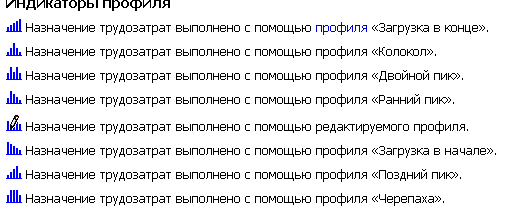 Индикаторы профиля
Назначение трудозатрат выполнено с помощью профиля «Загрузка в конце».
Назначение трудозатрат выполнено с помощью профиля «Колокол».
Назначение трудозатрат выполнено с помощью профиля «Двойной пик».
Назначение трудозатрат выполнено с помощью профиля «Ранний пик».
Назначение трудозатрат выполнено с помощью редактируемого профиля.
Назначение трудозатрат выполнено с помощью профиля «Загрузка в начале».
Назначение трудозатрат выполнено с помощью профиля «Поздний пик».
Назначение трудозатрат выполнено с помощью профиля «Черепаха».